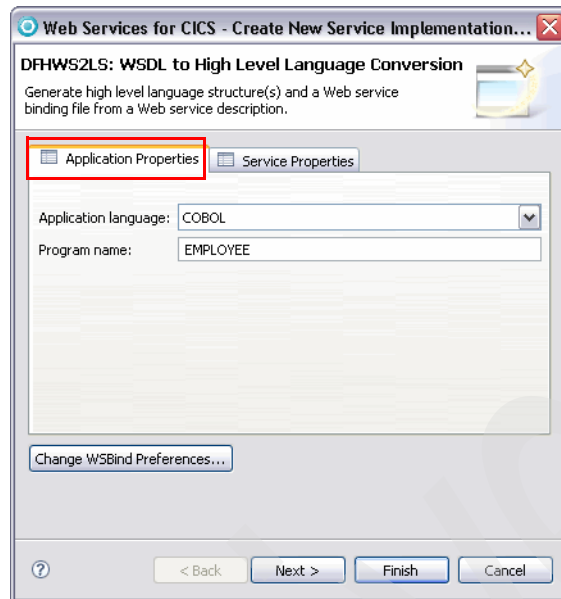 Web Services for CICS - Create New Service Implementation...
DFHWS2LS: WSDL to High Level Language Conversion
Generate high level language structure(s) and a Web service
binding file from a Web service description.
Application Properties Service Properties
Application language: COBOL
Program name: EMPLOYEE
Change WSBind Preferences...
? < Back Next > Finish Cancel